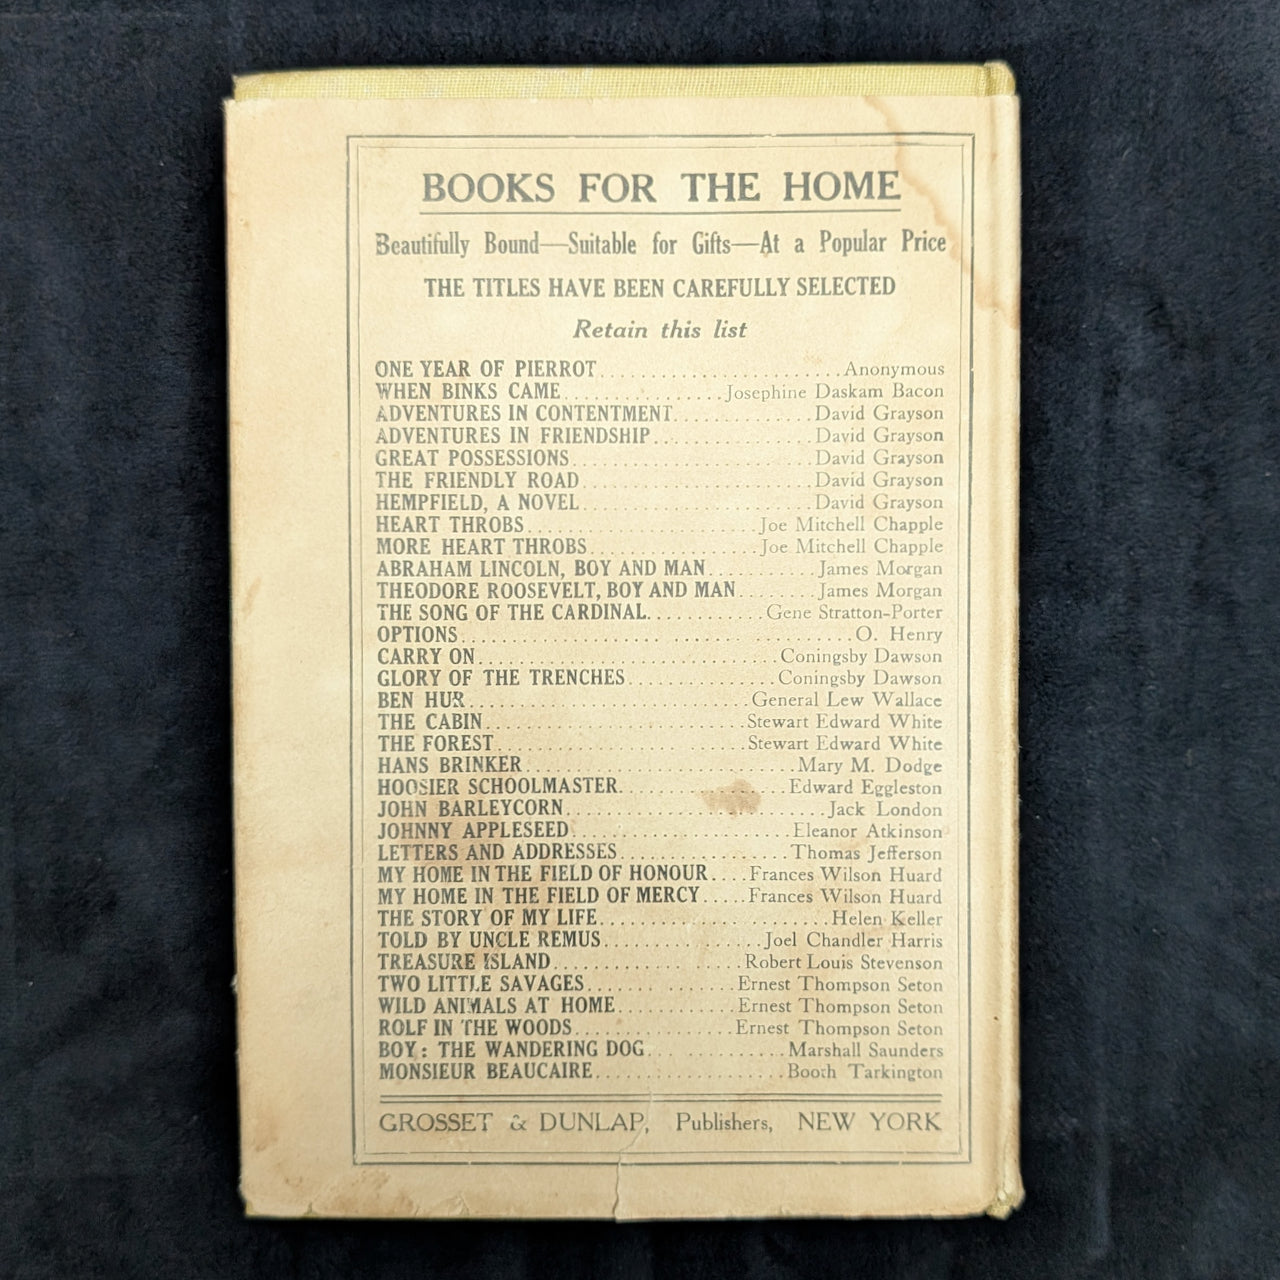 BOOKS FOR THE HOME
Beautifully Bound—Suitable for Gifts—At a Popular Price
THE TITLES HAVE BEEN CAREFULLY SELECTED
Retain this list
ONE YEAR OF PIERROT......................Anonymous
WHEN BINKS CAME...............Josephine Daskam Bacon
ADVENTURES IN CONTENTMENT............David Grayson
ADVENTURES IN FRIENDSHIP..............David Grayson
GREAT POSSESSIONS.....................David Grayson
THE FRIENDLY ROAD.....................David Grayson
HEMPFIELD, A NOVEL....................David Grayson
HEART THROBS.....................Joe Mitchell Chapple
MORE HEART THROBS...............Joe Mitchell Chapple
ABRAHAM LINCOLN, BOY AND MAN..........James Morgan
THEODORE ROOSEVELT, BOY AND MAN.......James Morgan
THE SONG OF THE CARDINAL...........Gene Stratton-Porter
OPTIONS....................................O. Henry
CARRY ON............................Coningsby Dawson
GLORY OF THE TRENCHES..............Coningsby Dawson
BEN HUR..........................General Lew Wallace
THE CABIN.......................Stewart Edward White
THE FOREST......................Stewart Edward White
HANS BRINKER.........................Mary M. Dodge
HOOSIER SCHOOLMASTER...............Edward Eggleston
JOHN BARLEYCORN.........................Jack London
JOHNNY APPLESEED....................Eleanor Atkinson
LETTERS AND ADDRESSES...............Thomas Jefferson
MY HOME IN THE FIELD OF HONOUR....Frances Wilson Huard
MY HOME IN THE FIELD OF MERCY.....Frances Wilson Huard
THE STORY OF MY LIFE......................Helen Keller
TOLD BY UNCLE REMUS...............Joel Chandler Harris
TREASURE ISLAND.................Robert Louis Stevenson
TWO LITTLE SAVAGES..............Ernest Thompson Seton
WILD ANIMALS AT HOME...........Ernest Thompson Seton
ROLF IN THE WOODS...............Ernest Thompson Seton
BOY: THE WANDERING DOG.............Marshall Saunders
MONSIEUR BEAUCAIRE..................Booth Tarkington
GROSSET & DUNLAP, Publishers, NEW YORK